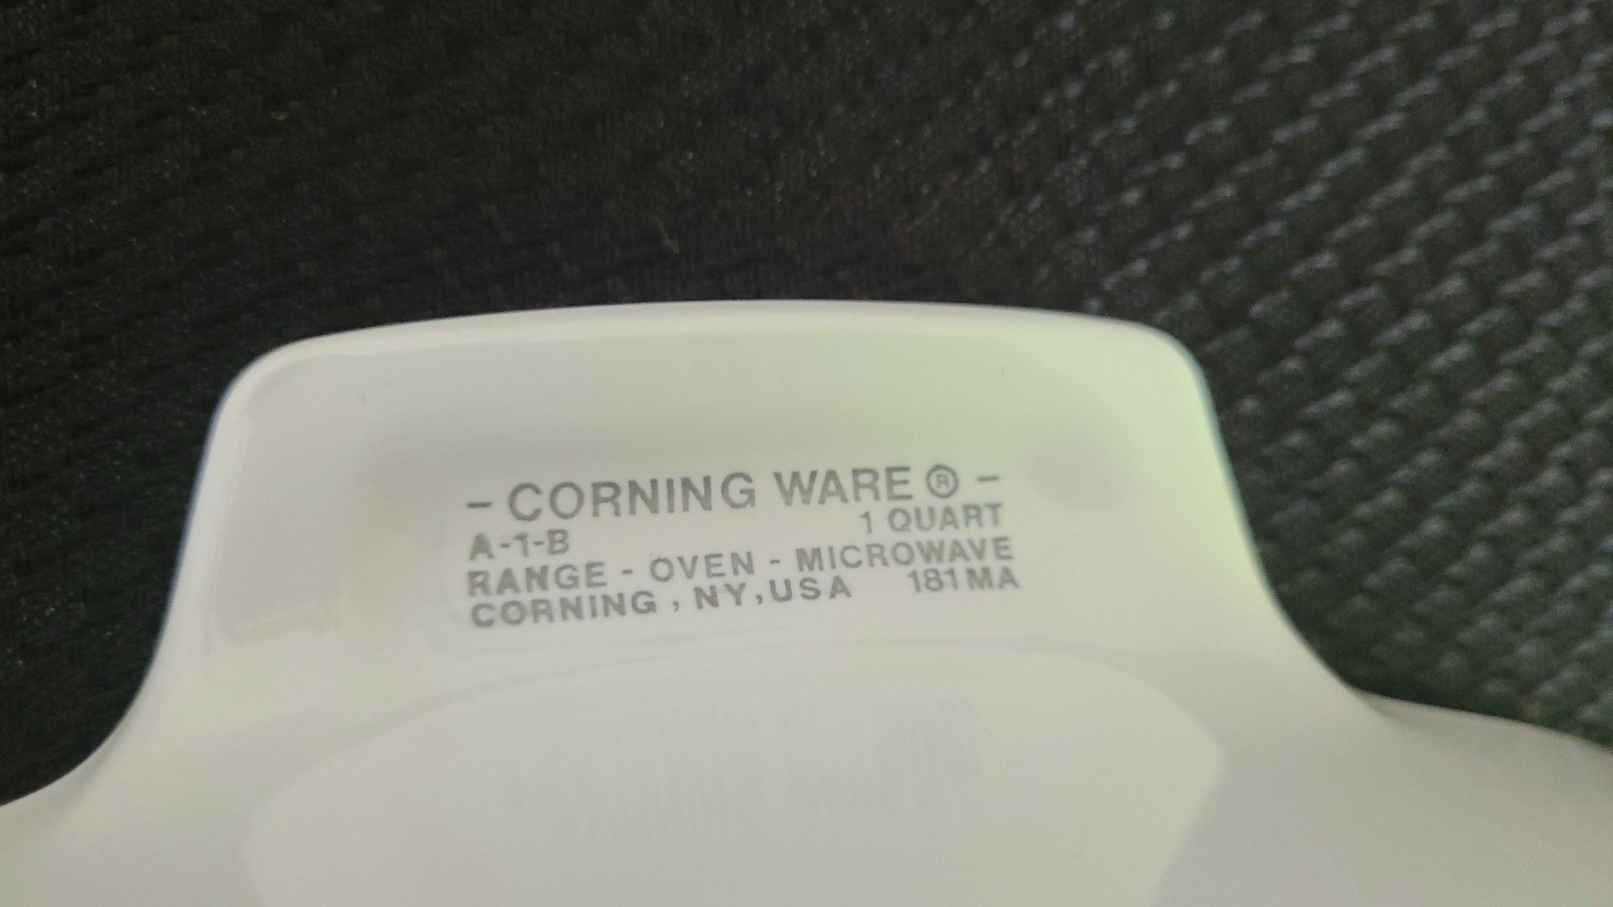 - CORNING WARE ® -
A-1-B 1 QUART
RANGE - OVEN - MICROWAVE
CORNING , NY, USA 181MA